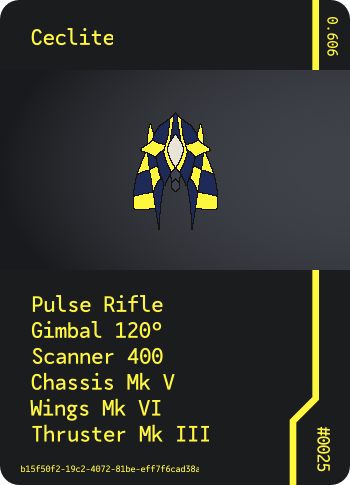 Ceclite
0.606
Pulse Rifle
Gimbal 120°
Scanner 400
Chassis Mk V
Wings Mk VI
Thruster Mk III
#0025
b15f50f2-19c2-4072-81be-eff7f6cad38a